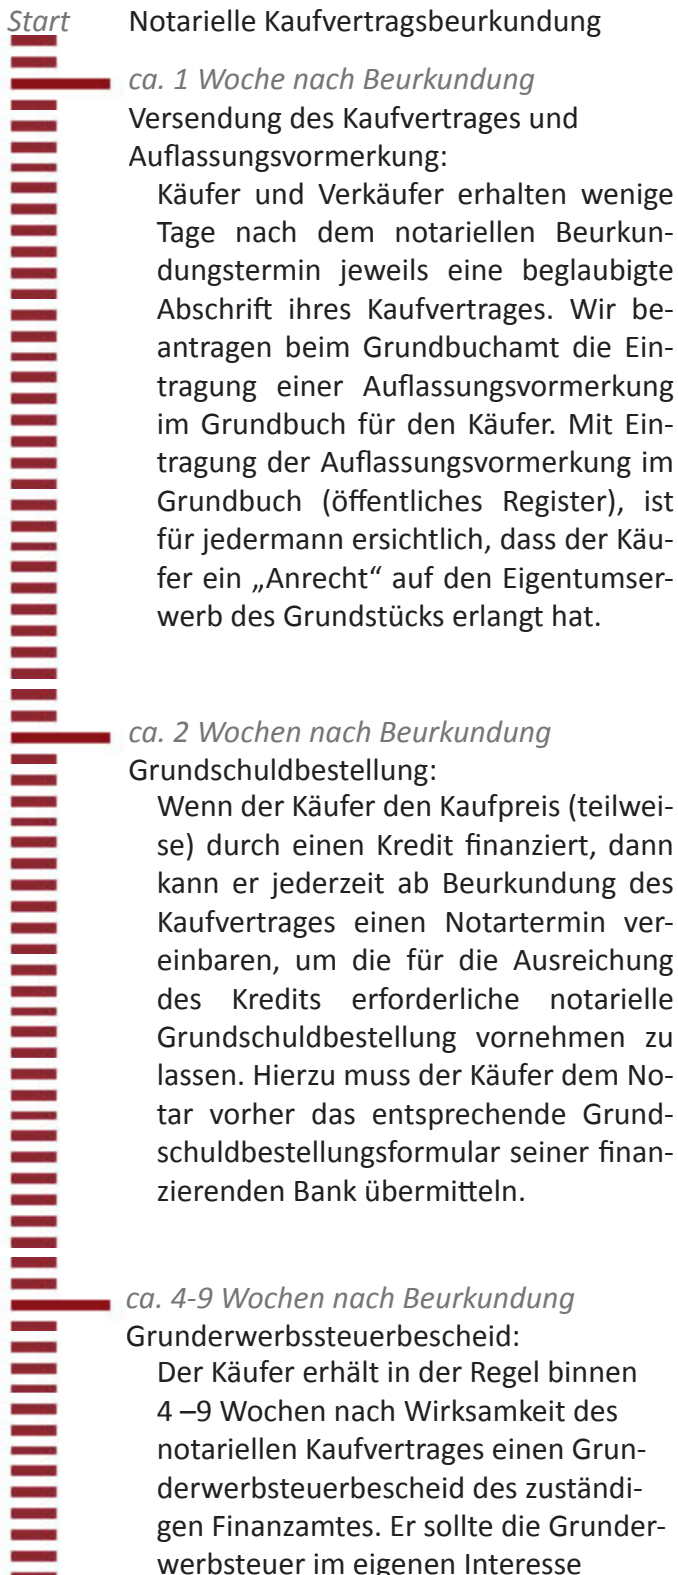 Start Notarielle Kaufvertragsbeurkundung
ca. 1 Woche nach Beurkundung
Versendung des Kaufvertrages und
Auflassungsvormerkung:
Käufer und Verkäufer erhalten wenige
Tage nach dem notariellen Beurkun-
dungstermin jeweils eine beglaubigte
Abschrift ihres Kaufvertrages. Wir be-
antragen beim Grundbuchamt die Ein-
tragung einer Auflassungsvormerkung
im Grundbuch für den Käufer. Mit Ein-
tragung der Auflassungsvormerkung im
Grundbuch (öffentliches Register), ist
für jedermann ersichtlich, dass der Käu-
fer ein „Anrecht“ auf den Eigentumser-
werb des Grundstücks erlangt hat.
ca. 2 Wochen nach Beurkundung
Grundschuldbestellung:
Wenn der Käufer den Kaufpreis (teilwei-
se) durch einen Kredit finanziert, dann
kann er jederzeit ab Beurkundung des
Kaufvertrages einen Notartermin ver-
einbaren, um die für die Ausreichung
des Kredits erforderliche notarielle
Grundschuldbestellung vornehmen zu
lassen. Hierzu muss der Käufer dem No-
tar vorher das entsprechende Grund-
schuldbestellungsformular seiner finan-
zierenden Bank übermitteln.
ca. 4-9 Wochen nach Beurkundung
Grunderwerbssteuerbescheid:
Der Käufer erhält in der Regel binnen
4 –9 Wochen nach Wirksamkeit des
notariellen Kaufvertrages einen Grun-
derwerbsteuerbescheid des zuständi-
gen Finanzamtes. Er sollte die Grunder-
werbsteuer im eigenen Interesse